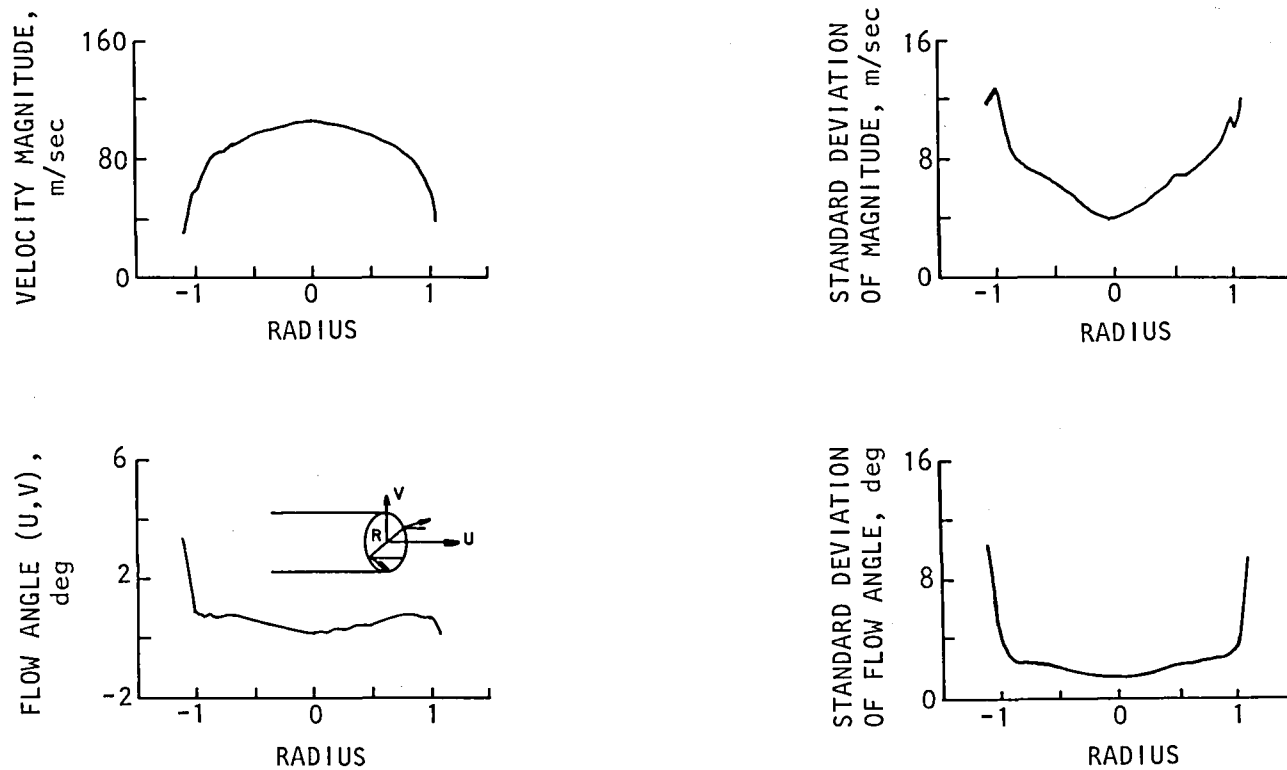 VELOCITY MAGNITUDE,
m/sec
160
80
0
-1 0 1
RADIUS
STANDARD DEVIATION
OF MAGNITUDE, m/sec
16
8
0
-1 0 1
RADIUS
FLOW ANGLE (U,V),
deg
6
2
-2
-1 0 1
RADIUS
V
R
U
STANDARD DEVIATION
OF FLOW ANGLE, deg
16
8
0
-1 0 1
RADIUS